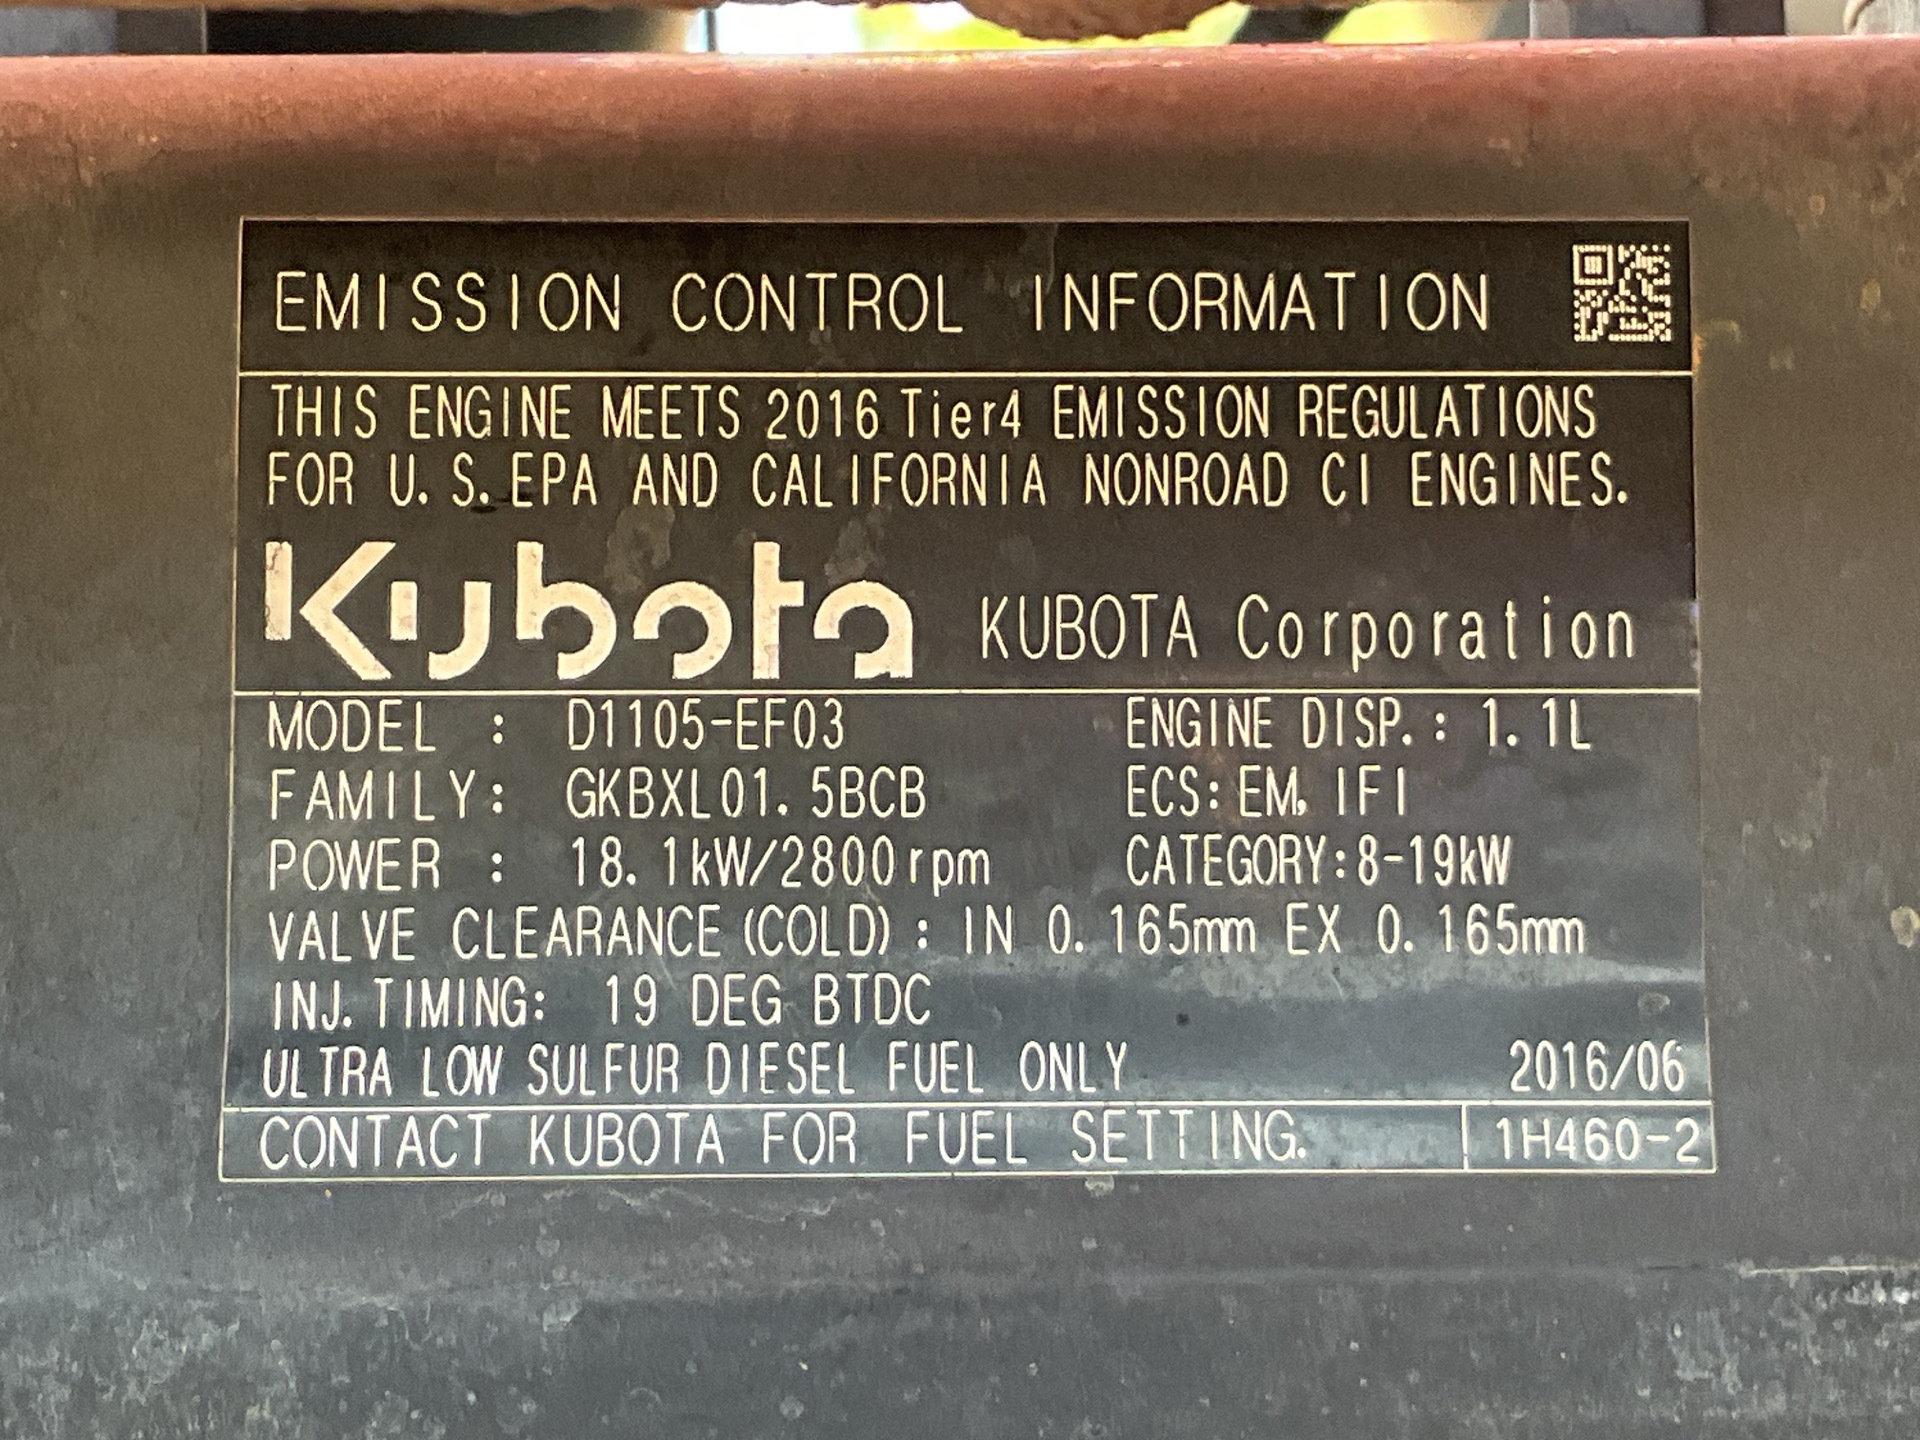 EMISSION CONTROL INFORMATION
THIS ENGINE MEETS 2016 Tier4 EMISSION REGULATIONS
FOR U.S.EPA AND CALIFORNIA NONROAD CI ENGINES.
Kubota KUBOTA Corporation
MODEL : D1105-EF03 ENGINE DISP.: 1.1L
FAMILY: GKBXL01.5BCB ECS: EM, IFI
POWER : 18.1kW/2800rpm CATEGORY:8-19kW
VALVE CLEARANCE (COLD) : IN 0.165mm EX 0.165mm
INJ. TIMING: 19 DEG BTDC
ULTRA LOW SULFUR DIESEL FUEL ONLY 2016/06
CONTACT KUBOTA FOR FUEL SETTING. 1H460-2